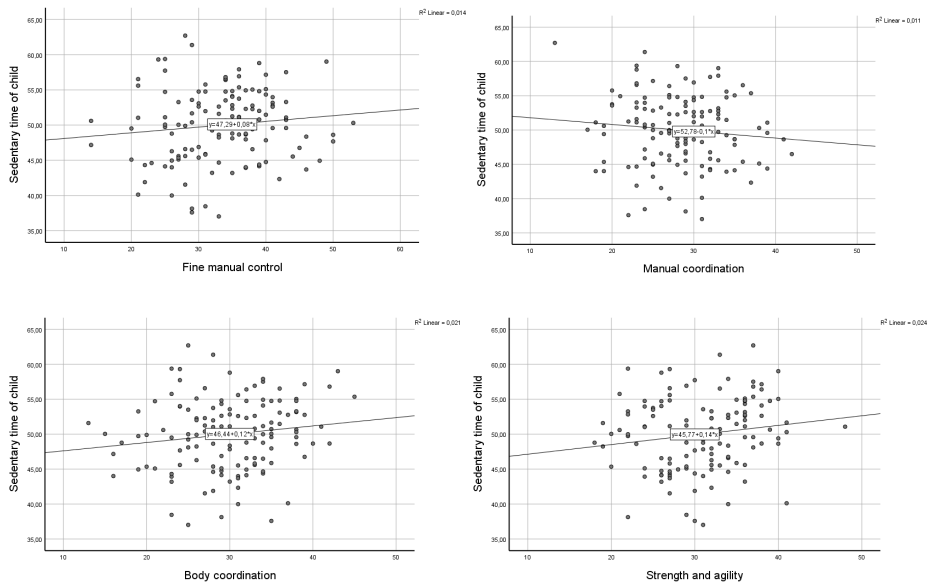 R2 Linear = 0,014
65,00
60,00
55,00
50,00
45,00
40,00
35,00
Sedentary time of child
y=47,29+0,08*x
10 20 30 40 50 60
Fine manual control
R2 Linear = 0,011
65,00
60,00
55,00
50,00
45,00
40,00
35,00
Sedentary time of child
y=52,78-0,1*x
10 20 30 40 50
Manual coordination
R2 Linear = 0,021
65,00
60,00
55,00
50,00
45,00
40,00
35,00
Sedentary time of child
y=46,44+0,12*x
10 20 30 40 50
Body coordination
R2 Linear = 0,024
65,00
60,00
55,00
50,00
45,00
40,00
35,00
Sedentary time of child
y=45,77+0,14*x
10 20 30 40 50
Strength and agility